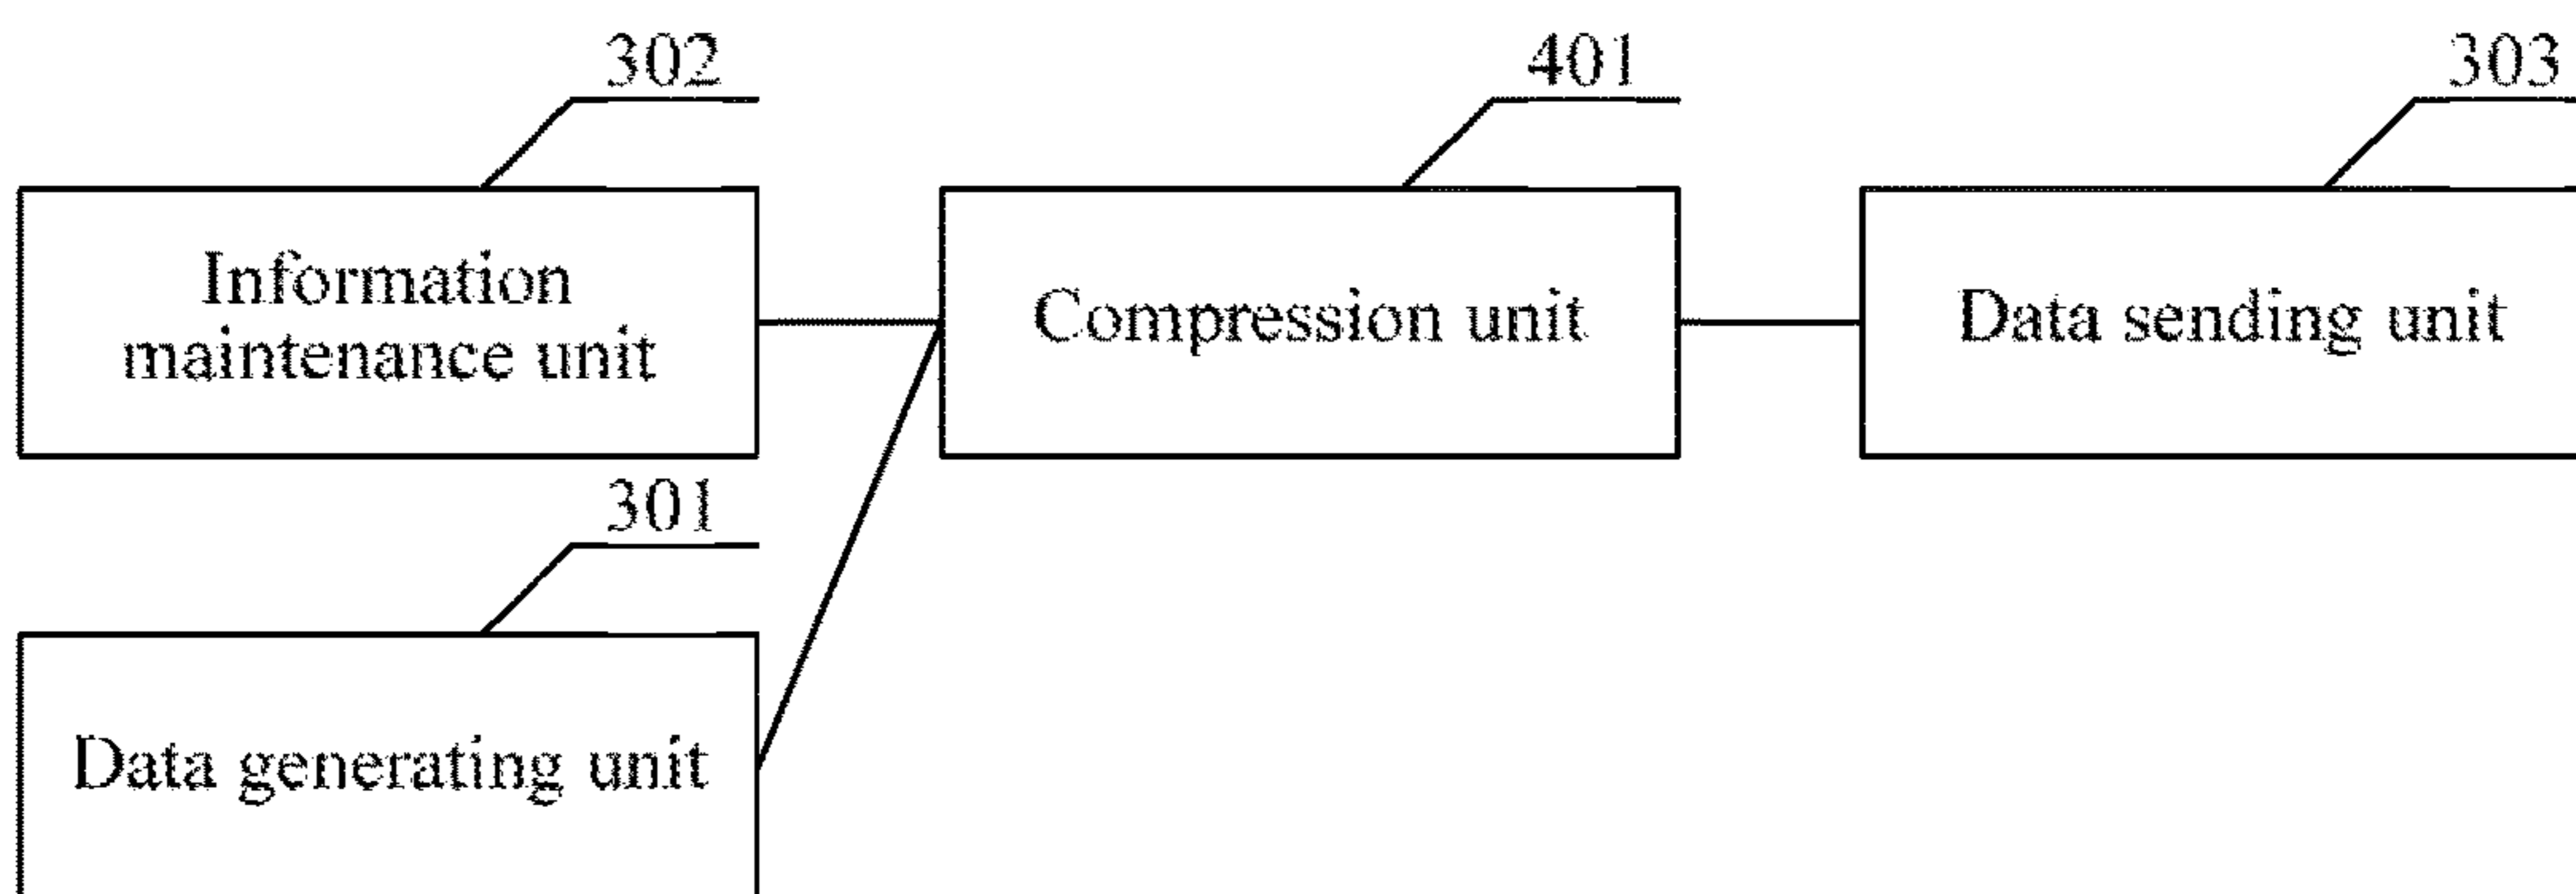 302
401
303
Information
maintenance unit
Compression unit
Data sending unit
301
Data generating unit